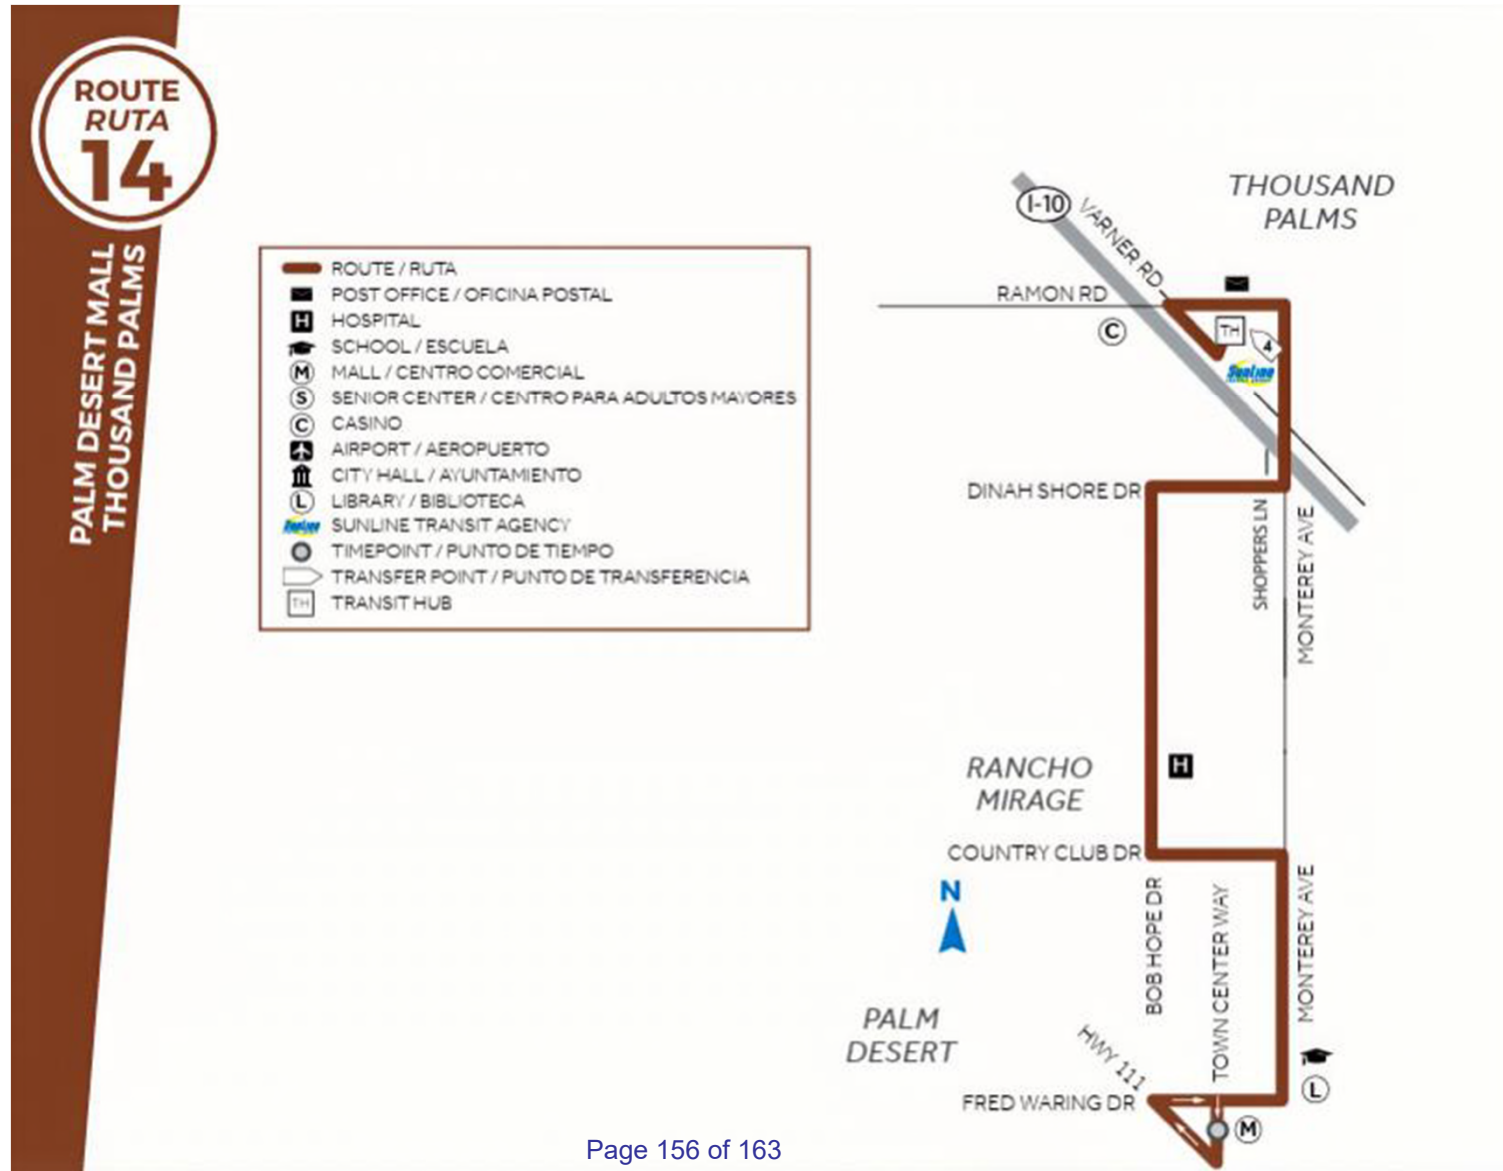 ROUTE
RUTA
14
PALM DESERT MALL
THOUSAND PALMS
ROUTE / RUTA
POST OFFICE / OFICINA POSTAL
H HOSPITAL
SCHOOL / ESCUELA
M MALL / CENTRO COMERCIAL
S SENIOR CENTER / CENTRO PARA ADULTOS MAYORES
C CASINO
AIRPORT / AEROPUERTO
CITY HALL / AYUNTAMIENTO
L LIBRARY / BIBLIOTECA
SunLine SUNLINE TRANSIT AGENCY
TIMEPOINT / PUNTO DE TIEMPO
TRANSFER POINT / PUNTO DE TRANSFERENCIA
TH TRANSIT HUB
THOUSAND
PALMS
I-10
VARNER RD
RAMON RD
C
TH
4
SunLine
DINAH SHORE DR
SHOPPERS LN
MONTEREY AVE
RANCHO
MIRAGE
H
COUNTRY CLUB DR
N
BOB HOPE DR
TOWN CENTER WAY
MONTEREY AVE
PALM
DESERT
HWY 111
L
FRED WARING DR
M
Page 156 of 163